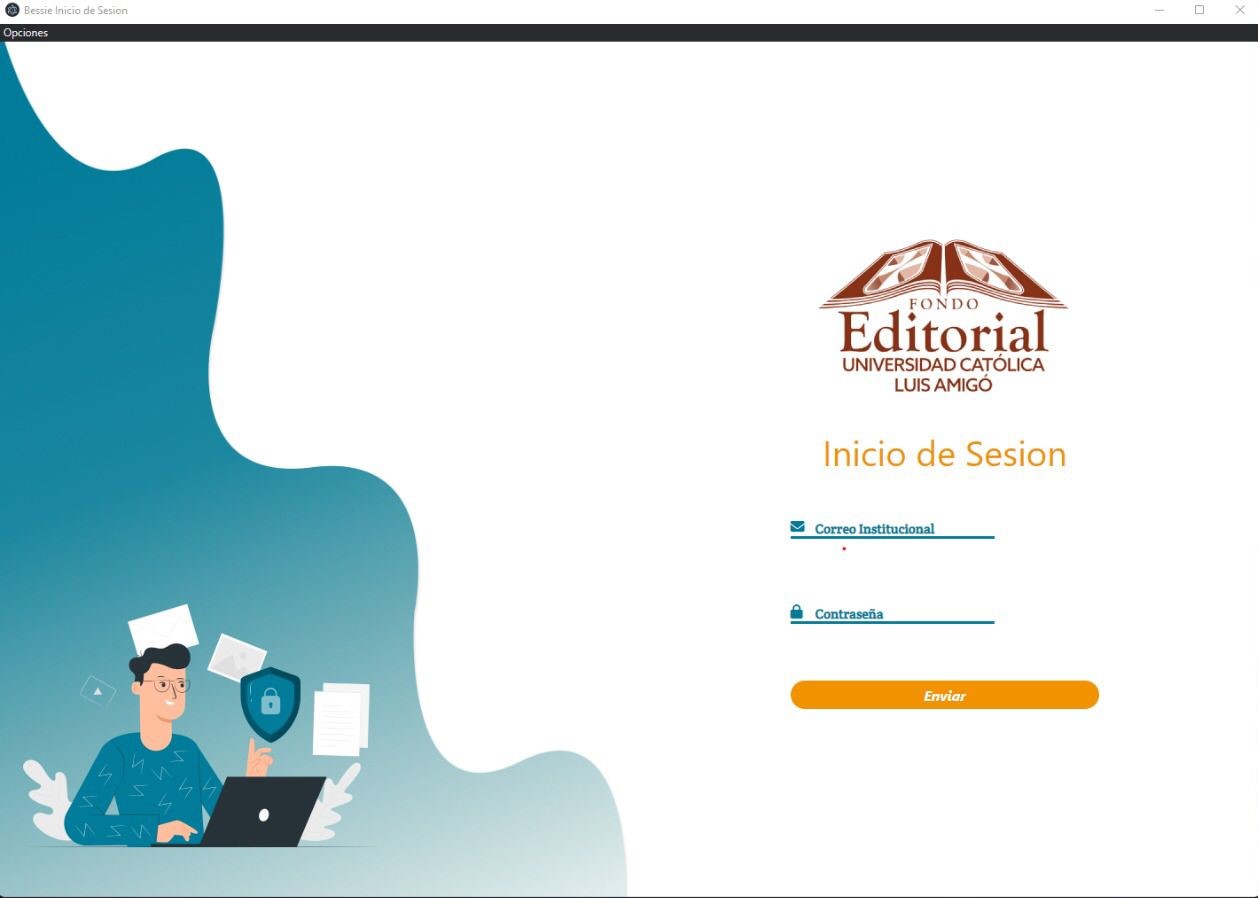 Bessie Inicio de Sesion
Opciones
FONDO
Editorial
UNIVERSIDAD CATÓLICA
LUIS AMIGÓ
Inicio de Sesion
Correo Institucional
*
Contraseña
Enviar